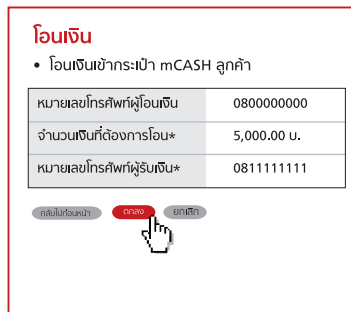 โอนเงิน
• โอนเงินเข้ากระเป๋า mCASH ลูกค้า
หมายเลขโทรศัพท์ผู้โอนเงิน 0800000000
จำนวนเงินที่ต้องการโอน* 5,000.00 บ.
หมายเลขโทรศัพท์ผู้รับเงิน* 0811111111
กลับไปก่อนหน้า ตกลง ยกเลิก